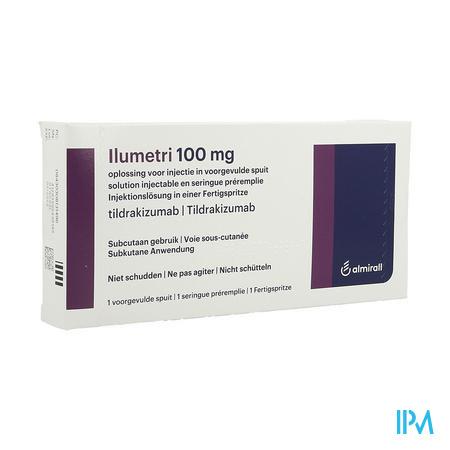 Ilumetri 100 mg
oplossing voor injectie in voorgevulde spuit
solution injectable en seringue préremplie
Injektionslösung in einer Fertigspritze
tildrakizumab | Tildrakizumab
Subcutaan gebruik | Voie sous-cutanée
Subkutane Anwendung
Niet schudden | Ne pas agiter | Nicht schütteln
1 voorgevulde spuit | 1 seringue préremplie | 1 Fertigspritze
almirall
IPM